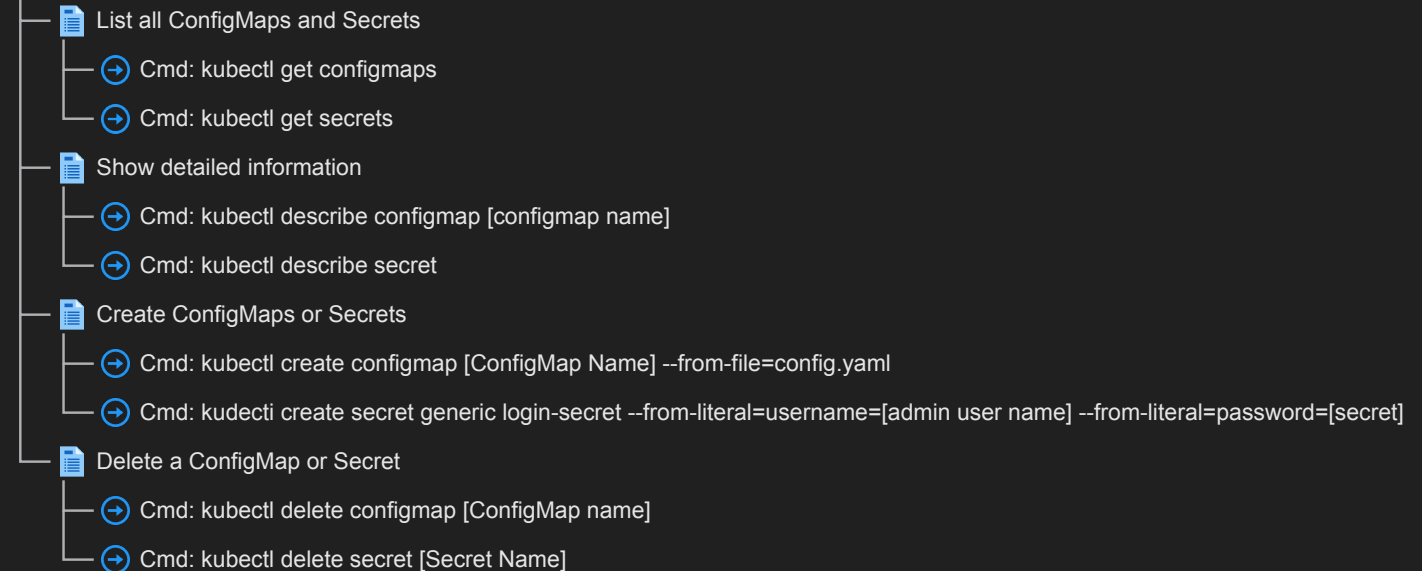 List all ConfigMaps and Secrets
Cmd: kubectl get configmaps
Cmd: kubectl get secrets
Show detailed information
Cmd: kubectl describe configmap [configmap name]
Cmd: kubectl describe secret
Create ConfigMaps or Secrets
Cmd: kubectl create configmap [ConfigMap Name] --from-file=config.yaml
Cmd: kudecti create secret generic login-secret --from-literal=username=[admin user name] --from-literal=password=[secret]
Delete a ConfigMap or Secret
Cmd: kubectl delete configmap [ConfigMap name]
Cmd: kubectl delete secret [Secret Name]